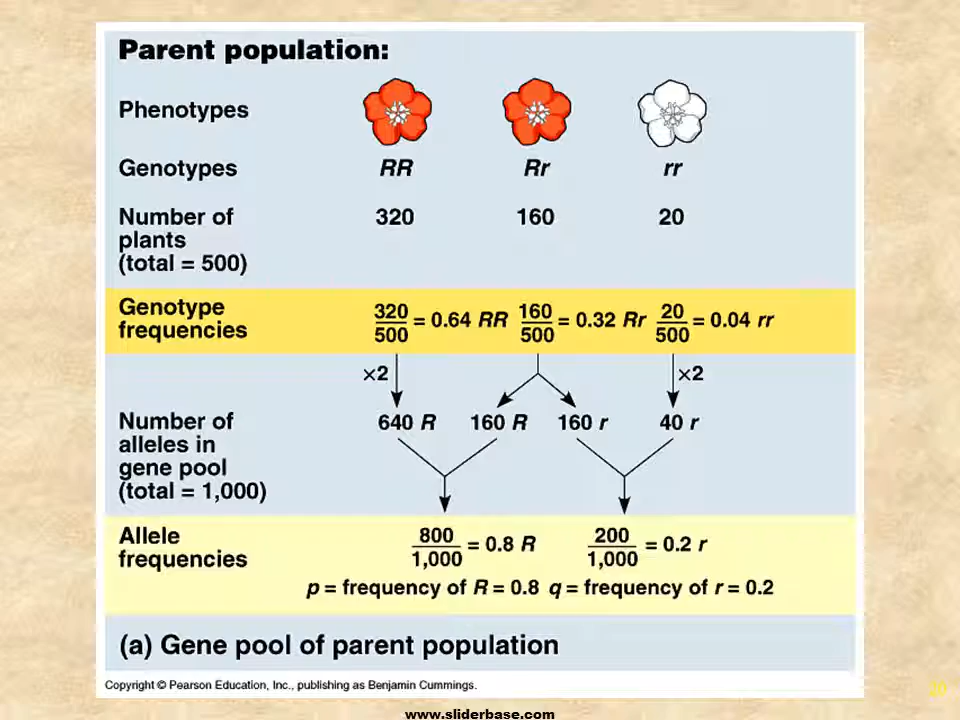 Parent population:
Phenotypes
Genotypes RR Rr rr
Number of 320 160 20
plants
(total = 500)
Genotype 320/500 = 0.64 RR 160/500 = 0.32 Rr 20/500 = 0.04 rr
frequencies
×2 ×2
Number of 640 R 160 R 160 r 40 r
alleles in
gene pool
(total = 1,000)
Allele 800/1,000 = 0.8 R 200/1,000 = 0.2 r
frequencies
p = frequency of R = 0.8 q = frequency of r = 0.2
(a) Gene pool of parent population
Copyright © Pearson Education, Inc., publishing as Benjamin Cummings.
20
www.sliderbase.com